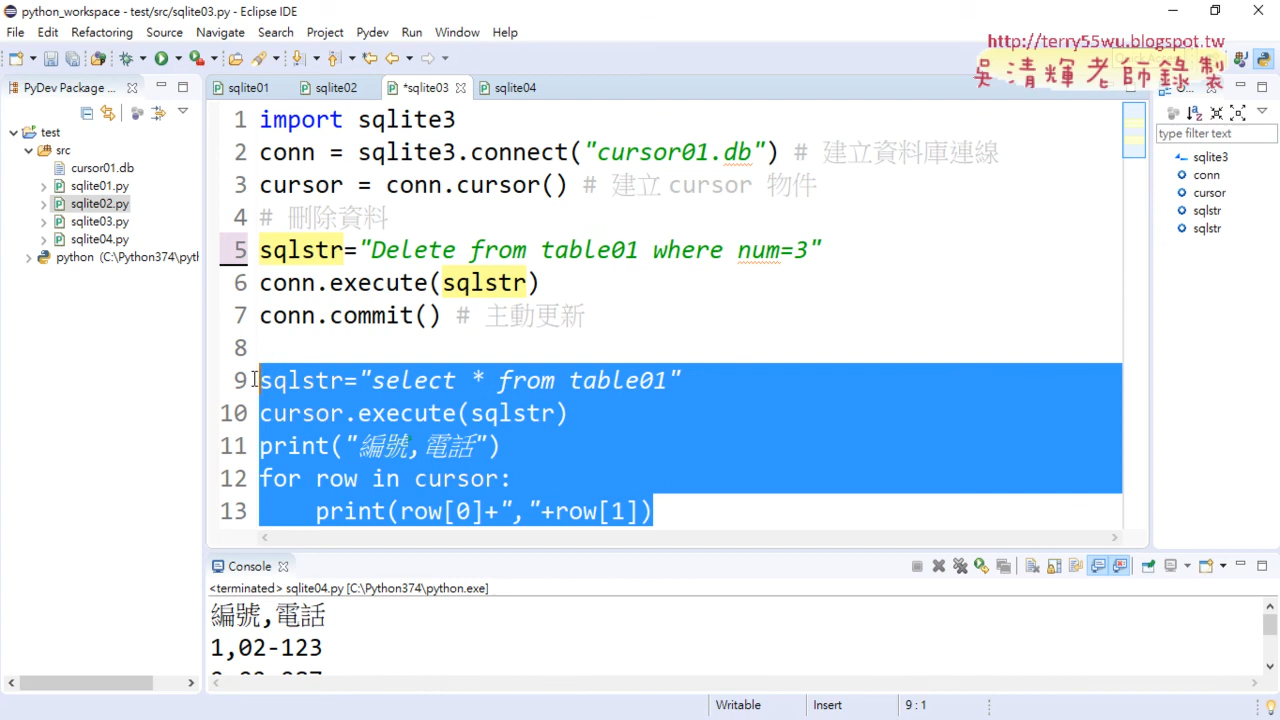 python_workspace - test/src/sqlite03.py - Eclipse IDE
File Edit Refactoring Source Navigate Search Project Pydev Run Window Help
http://terry55wu.blogspot.tw
吳清輝老師錄製
PyDev Package ...
sqlite01 sqlite02 *sqlite03 sqlite04
test
src
cursor01.db
sqlite01.py
sqlite02.py
sqlite03.py
sqlite04.py
python (C:\Python374\pyth
1 import sqlite3
2 conn = sqlite3.connect("cursor01.db") # 建立資料庫連線
3 cursor = conn.cursor() # 建立 cursor 物件
4 # 刪除資料
5 sqlstr="Delete from table01 where num=3"
6 conn.execute(sqlstr)
7 conn.commit() # 主動更新
8
9 sqlstr="select * from table01"
10 cursor.execute(sqlstr)
11 print("編號,電話")
12 for row in cursor:
13 print(row[0]+","+row[1])
type filter text
sqlite3
conn
cursor
sqlstr
sqlstr
Console
<terminated> sqlite04.py [C:\Python374\python.exe]
編號,電話
1,02-123
Writable Insert 9 : 1